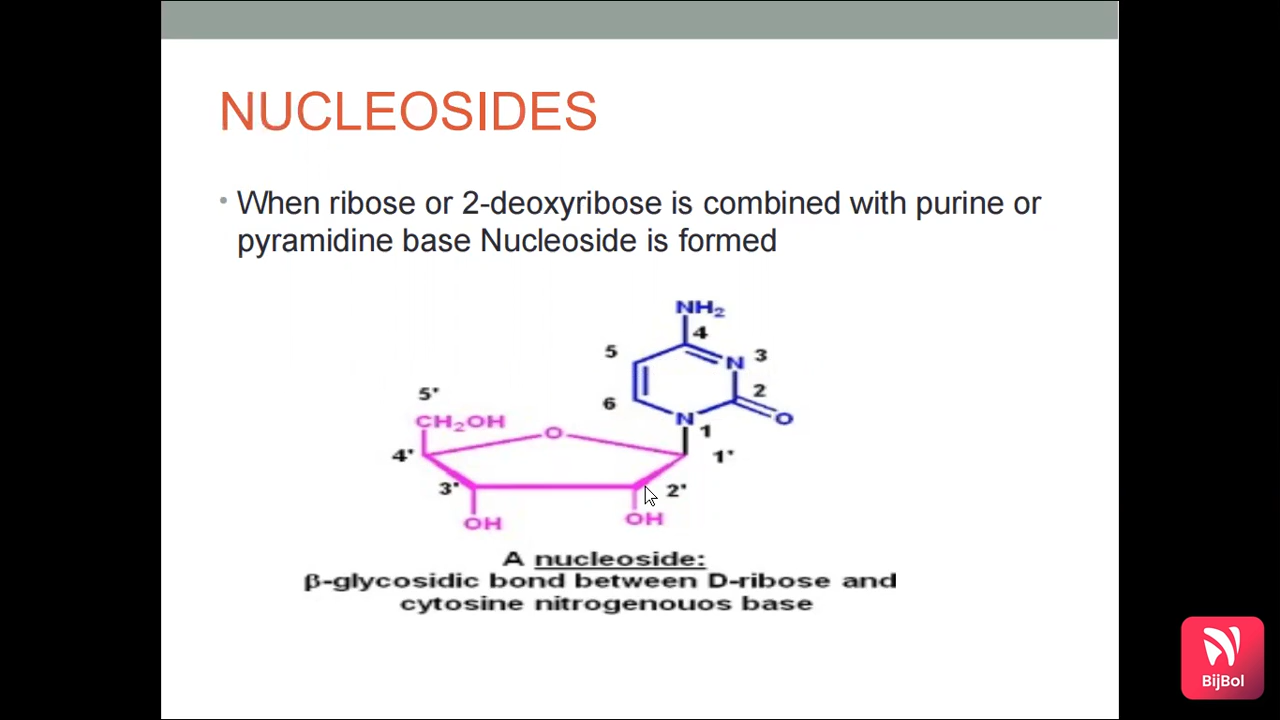 NUCLEOSIDES
• When ribose or 2-deoxyribose is combined with purine or
pyramidine base Nucleoside is formed
NH2
4
5
N 3
6
2
N
O
1
5'
CH2OH
O
4'
1'
3'
2'
OH
OH
A nucleoside:
β-glycosidic bond between D-ribose and
cytosine nitrogenouos base
BijBol